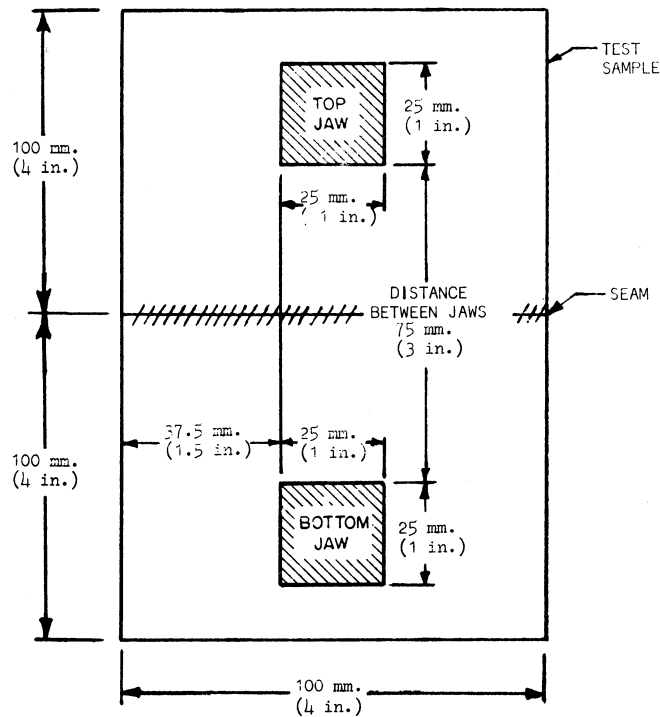 TEST
SAMPLE
TOP
JAW
25 mm.
(1 in.)
100 mm.
(4 in.)
25 mm.
( 1 in.)
DISTANCE
BETWEEN JAWS
75 mm.
(3 in.)
SEAM
37.5 mm.
(1.5 in.)
25 mm.
(1 in.)
100 mm.
(4 in.)
BOTTOM
JAW
25 mm.
(1 in.)
100 mm.
(4 in.)